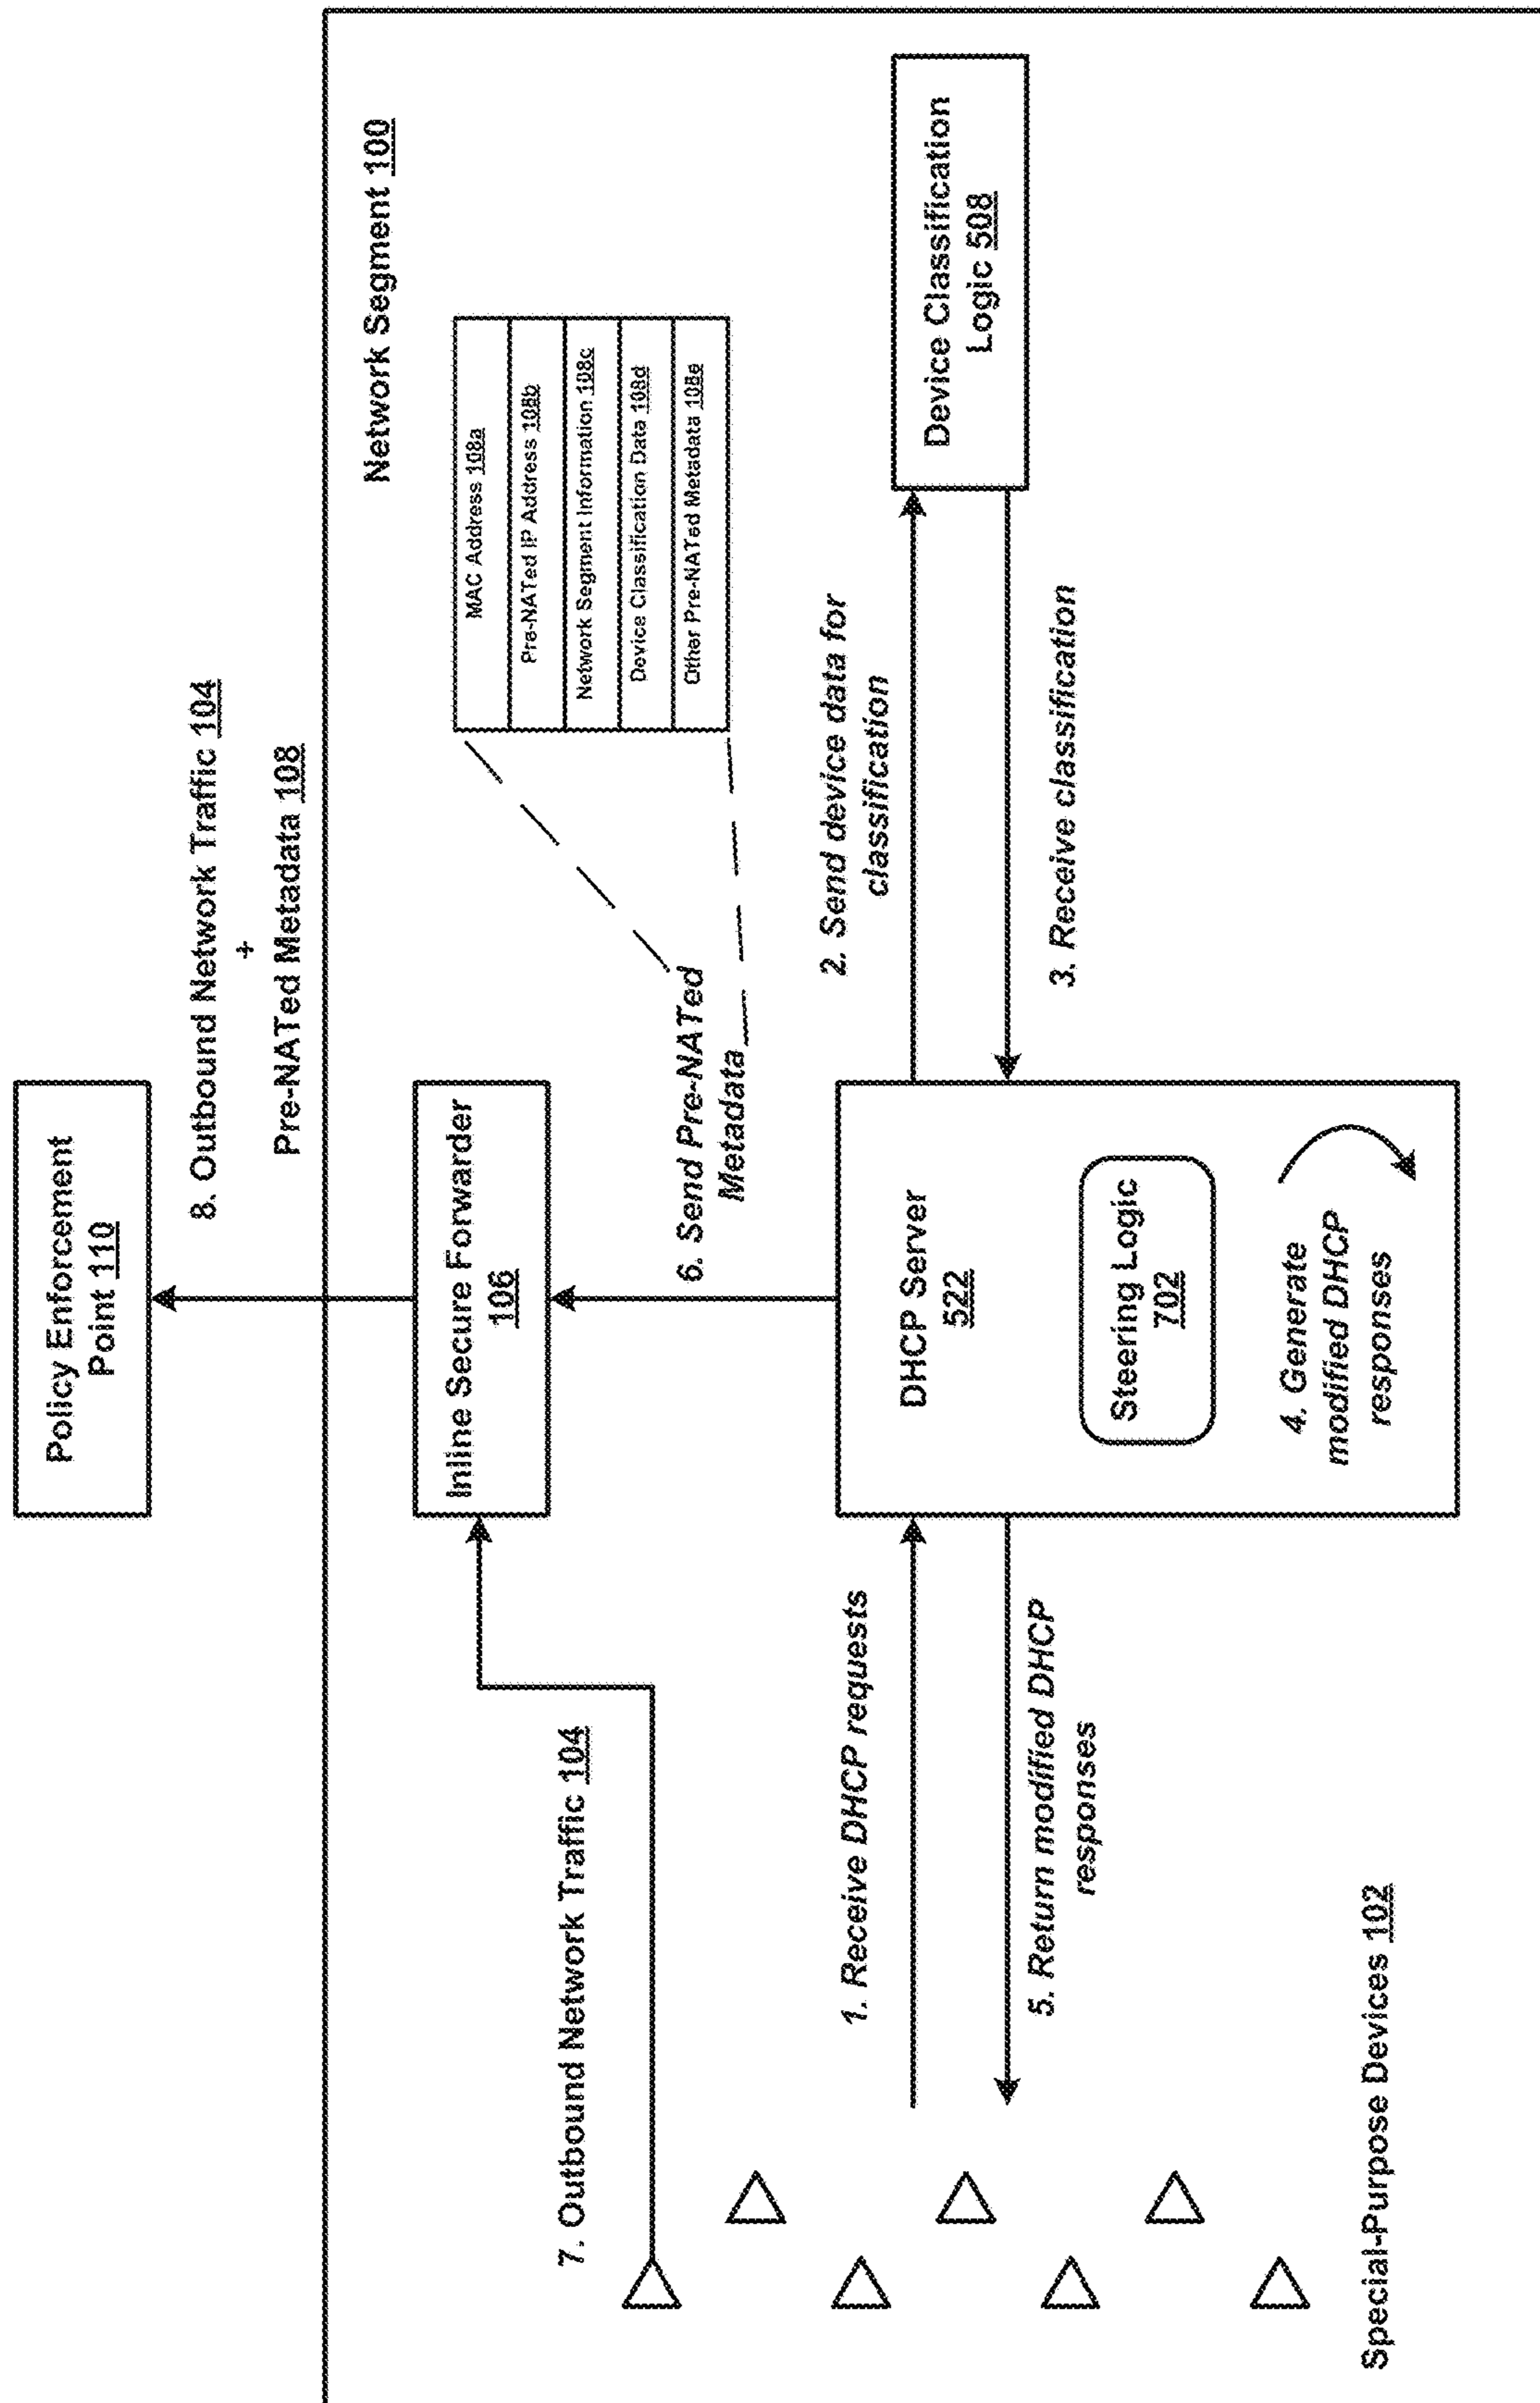 Policy Enforcement
Point 110
8. Outbound Network Traffic 104
+
Pre-NATed Metadata 108
Network Segment 100
Inline Secure Forwarder
106
MAC Address 108a
Pre-NATed IP Address 108b
Network Segment Information 108c
Device Classification Data 108d
Other Pre-NATed Metadata 108e
7. Outbound Network Traffic 104
6. Send Pre-NATed
Metadata
1. Receive DHCP requests
5. Return modified DHCP
responses
DHCP Server
522
Steering Logic
702
4. Generate
modified DHCP
responses
2. Send device data for
classification
3. Receive classification
Device Classification
Logic 508
Special-Purpose Devices 102